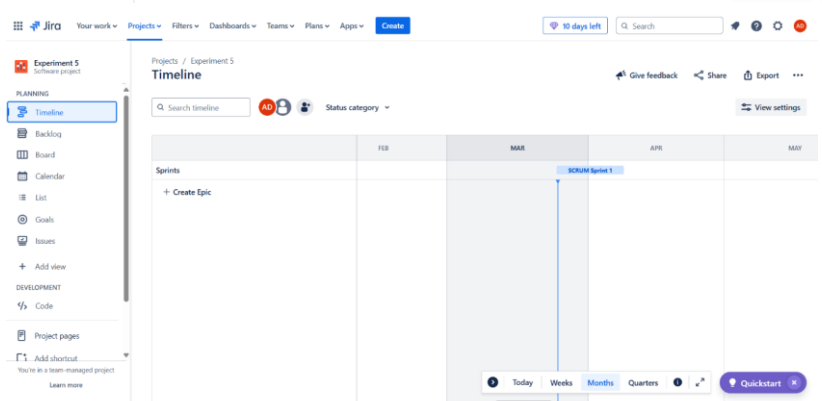 Jira Your work Projects Filters Dashboards Teams Plans Apps Create 10 days left Search AD
Experiment 5
Software project
PLANNING
Timeline
Backlog
Board
Calendar
List
Goals
Issues
Add view
DEVELOPMENT
Code
Project pages
Add shortcut
You're in a team-managed project
Learn more
Projects / Experiment 5
Timeline
Give feedback Share Export
Search timeline AD Status category View settings
FEB MAR APR MAY
Sprints SCRUM Sprint 1
+ Create Epic
Today Weeks Months Quarters Quickstart